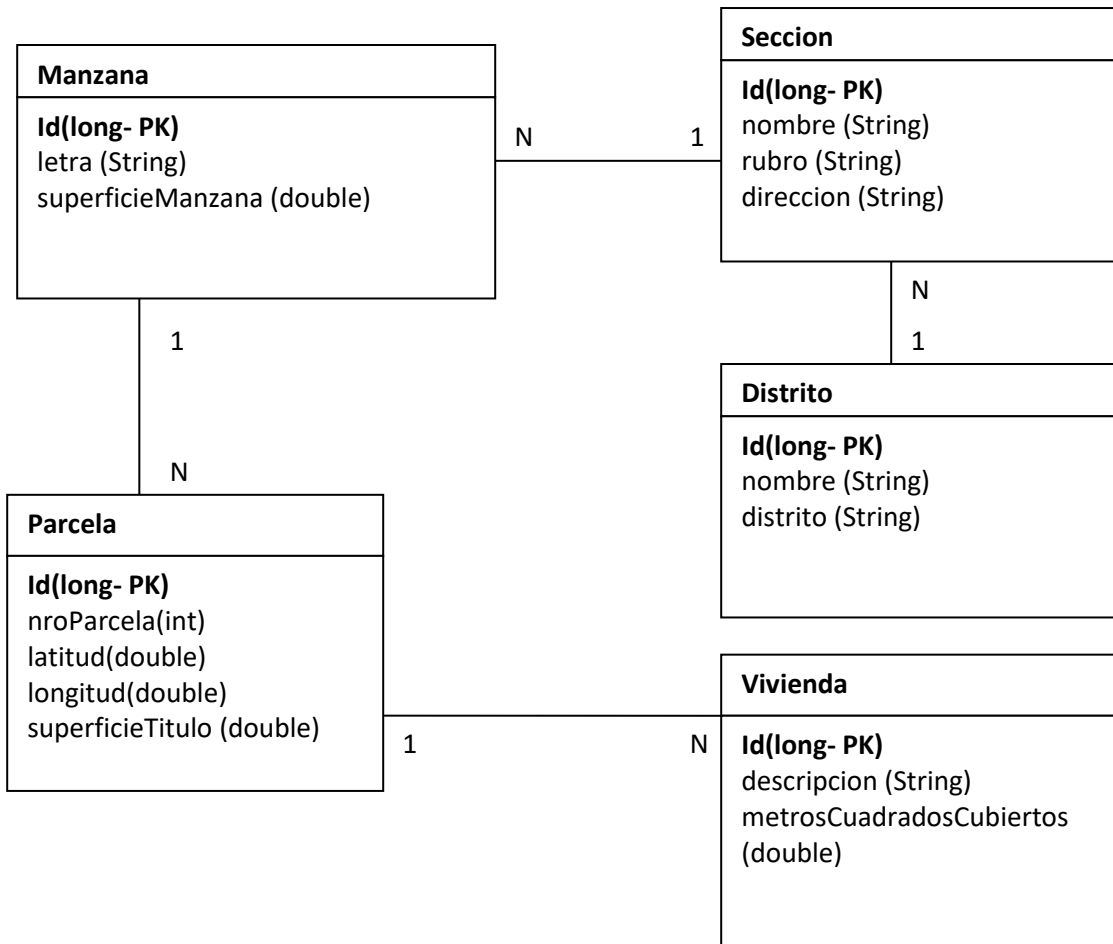 Manzana
Id(long- PK)
letra (String)
superficieManzana (double)
N
1
Seccion
Id(long- PK)
nombre (String)
rubro (String)
direccion (String)
N
1
Distrito
Id(long- PK)
nombre (String)
distrito (String)
1
N
Parcela
Id(long- PK)
nroParcela(int)
latitud(double)
longitud(double)
superficieTitulo (double)
1
N
Vivienda
Id(long- PK)
descripcion (String)
metrosCuadradosCubiertos
(double)